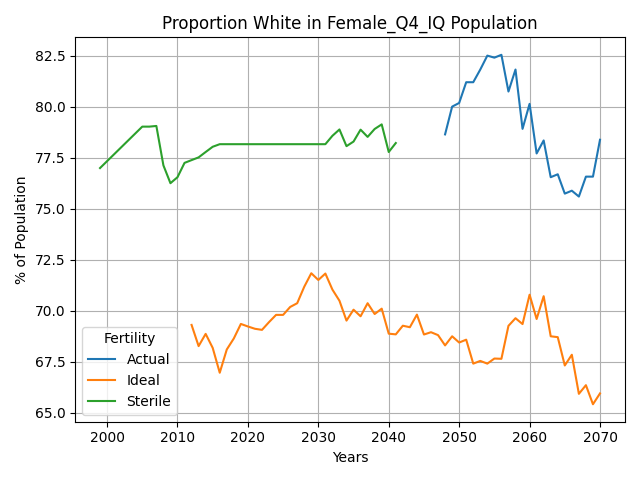 Proportion White in Female_Q4_IQ Population
% of Population
82.5
80.0
77.5
75.0
72.5
70.0
67.5
65.0
Fertility
Actual
Ideal
Sterile
2000 2010 2020 2030 2040 2050 2060 2070
Years